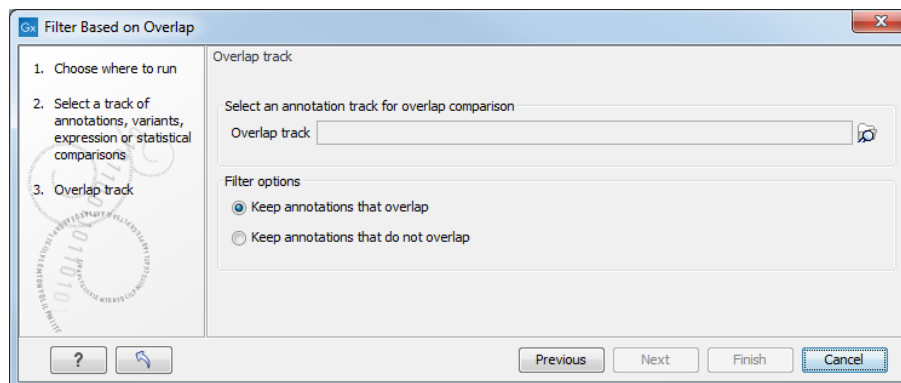 Gx Filter Based on Overlap
1. Choose where to run
2. Select a track of
annotations, variants,
expression or statistical
comparisons
3. Overlap track
Overlap track
Select an annotation track for overlap comparison
Overlap track
Filter options
Keep annotations that overlap
Keep annotations that do not overlap
?
Previous
Next
Finish
Cancel